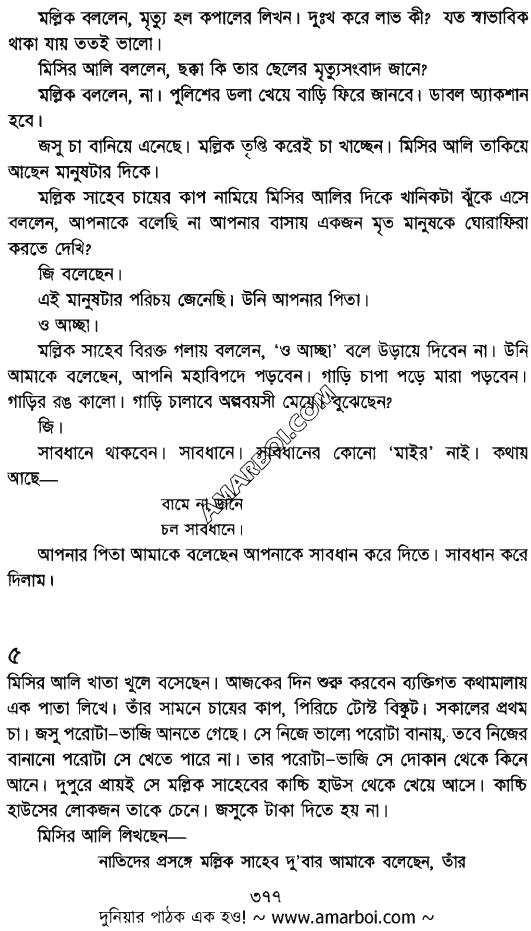 মল্লিক বললেন, মৃত্যু হল কপালের লিখন। দুঃখ করে লাভ কী? যত স্বাভাবিক
থাকা যায় ততই ভালো।
মিসির আলি বললেন, ছক্কা কি তার ছেলের মৃত্যুসংবাদ জানে?
মল্লিক বললেন, না। পুলিশের ডলা খেয়ে বাড়ি ফিরে জানবে। ডাবল অ্যাকশান
হবে।
জসু চা বানিয়ে এনেছে। মল্লিক তৃপ্তি করেই চা খাচ্ছেন। মিসির আলি তাকিয়ে
আছেন মানুষটার দিকে।
মল্লিক সাহেব চায়ের কাপ নামিয়ে মিসির আলির দিকে খানিকটা ঝুঁকে এসে
বললেন, আপনাকে বলেছি না আপনার বাসায় একজন মৃত মানুষকে ঘোরাফিরা
করতে দেখি?
জি বলেছেন।
এই মানুষটার পরিচয় জেনেছি। উনি আপনার পিতা।
ও আচ্ছা।
মল্লিক সাহেব বিরক্ত গলায় বললেন, ‘ও আচ্ছা’ বলে উড়ায়ে দিবেন না। উনি
আমাকে বলেছেন, আপনি মহাবিপদে পড়বেন। গাড়ি চাপা পড়ে মারা পড়বেন।
গাড়ির রঙ কালো। গাড়ি চালাবে অল্পবয়সী মেয়ে। বুঝেছেন?
জি।
সাবধানে থাকবেন। সাবধানে। সাবধানের কোনো ‘মাইর’ নাই। কথায়
আছে—
বামে না ডানে
চল সাবধানে।
আপনার পিতা আমাকে বলেছেন আপনাকে সাবধান করে দিতে। সাবধান করে
দিলাম।
৫
মিসির আলি খাতা খুলে বসেছেন। আজকের দিন শুরু করবেন ব্যক্তিগত কথামালায়
এক পাতা লিখে। তাঁর সামনে চায়ের কাপ, পিরিচে টোস্ট বিস্কুট। সকালের প্রথম
চা। জসু পরোটা-ভাজি আনতে গেছে। সে নিজে ভালো পরোটা বানায়, তবে নিজের
বানানো পরোটা সে খেতে পারে না। তার পরোটা-ভাজি সে দোকান থেকে কিনে
আনে। দুপুরে প্রায়ই সে মল্লিক সাহেবের কাচ্চি হাউস থেকে খেয়ে আসে। কাচ্চি
হাউসের লোকজন তাকে চেনে। জসুকে টাকা দিতে হয় না।
মিসির আলি লিখছেন—
নাতিদের প্রসঙ্গে মল্লিক সাহেব দু’বার আমাকে বলেছেন, তাঁর
৩৭৭
দুনিয়ার পাঠক এক হও! ~ www.amarboi.com ~
AMARBOI.COM